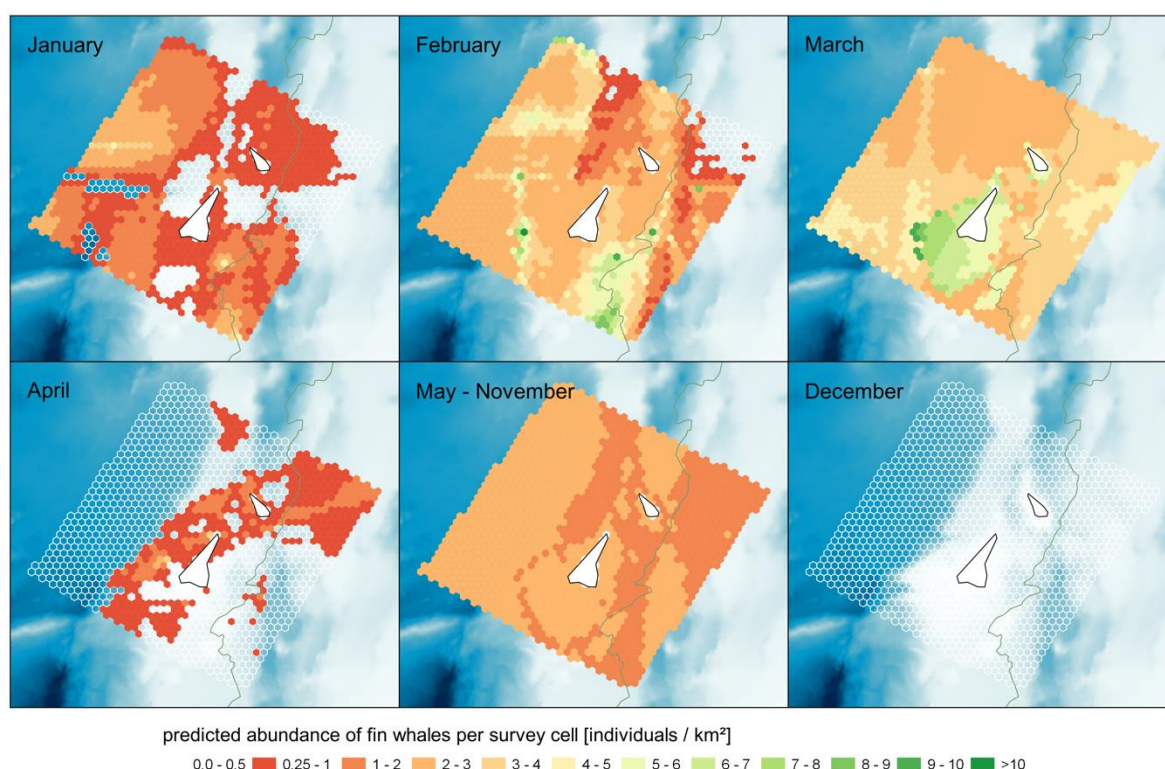 January
February
March
April
May - November
December
predicted abundance of fin whales per survey cell [individuals / km²]
0.0 - 0.5 0.25 - 1 1 - 2 2 - 3 3 - 4 4 - 5 5 - 6 6 - 7 7 - 8 8 - 9 9 - 10 >10